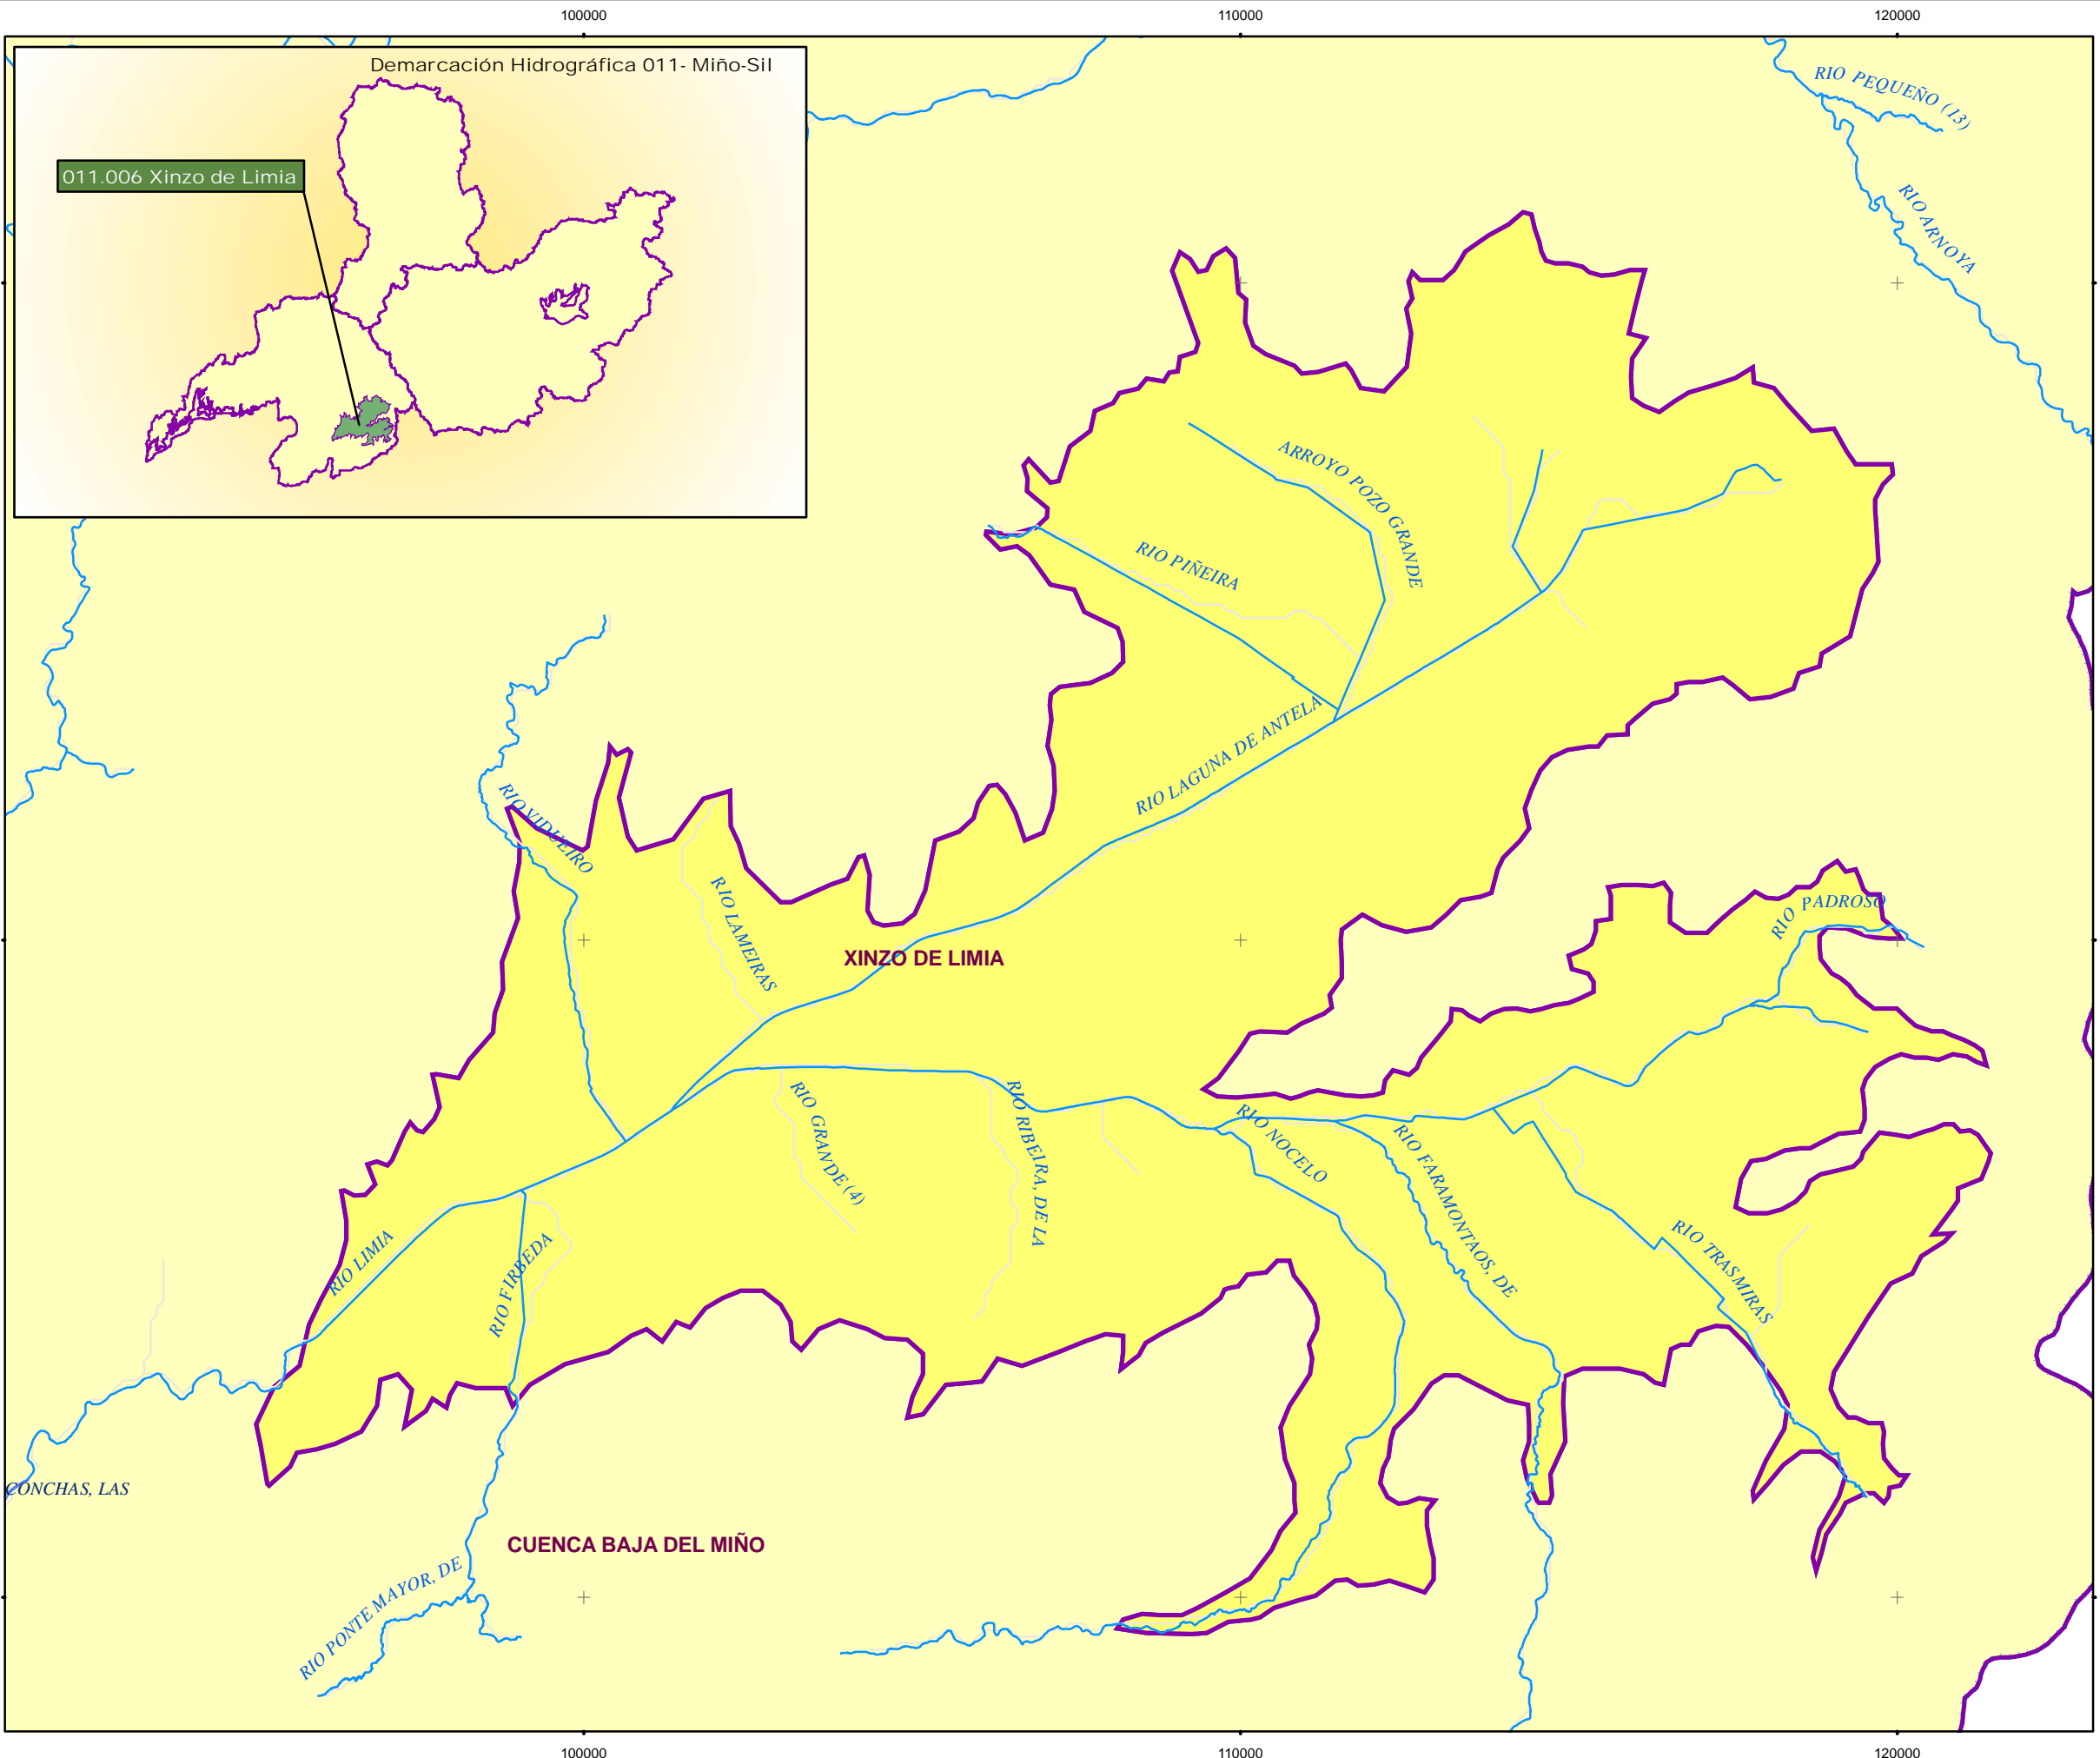 100000
110000
120000
Demarcación Hidrográfica 011- Miño-Sil
011.006 Xinzo de Limia
RIO PEQUEÑO (13)
RIO ARNOYA
ARROYO POZO GRANDE
RIO PIÑEIRA
RIO LAGUNA DE ANTELA
RIO VIDUEIRO
RIO LAMEIRAS
RIO PADROSO
XINZO DE LIMIA
RIO GRANDE (4)
RIO RIBEIRA, DE LA
RIO NOCELO
RIO FARAMONTAOS, DE
RIO TRASMIRAS
RIO LIMIA
RIO FIRBEDA
CONCHAS, LAS
CUENCA BAJA DEL MIÑO
RIO PONTE MAYOR, DE
100000
110000
120000